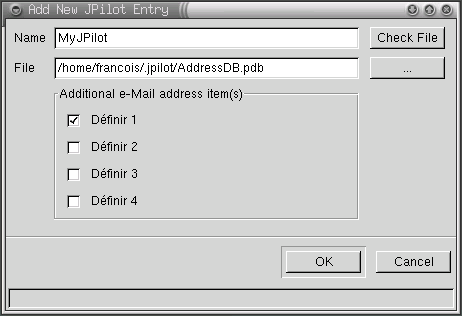 Add New JPilot Entry
Name MyJPilot Check File
File /home/francois/.jpilot/AddressDB.pdb ...
Additional e-Mail address item(s)
Définir 1
Définir 2
Définir 3
Définir 4
OK Cancel